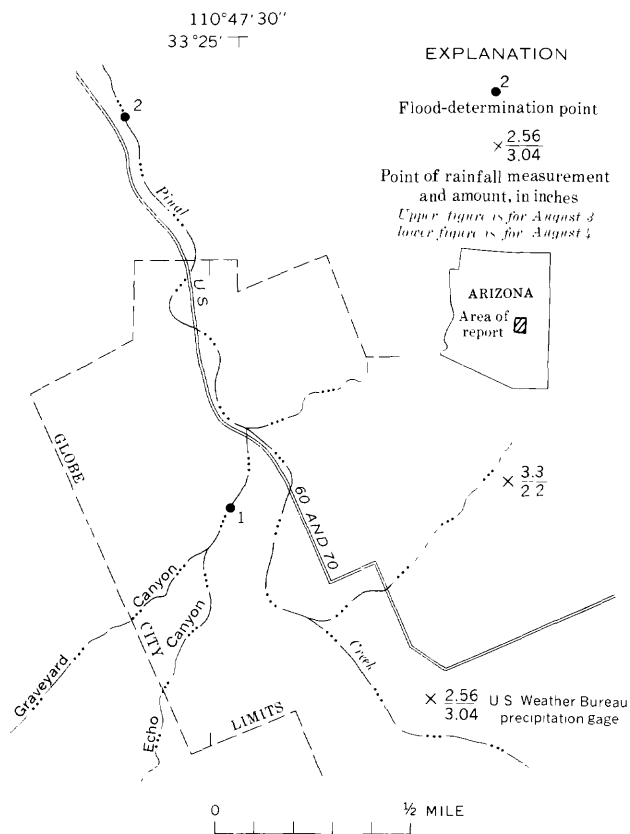 110°47'30"
33°25'
EXPLANATION
2
Flood-determination point
× 2.56
3.04
Point of rainfall measurement
and amount, in inches
Upper figure is for August 3
lower figure is for August 4
ARIZONA
Area of
report
2
Pinal
U S
60 AND 70
GLOBE
CITY
LIMITS
1
Canyon
Canyon
Graveyard
Echo
Creek
× 3.3
2 2
× 2.56
3.04
U S Weather Bureau
precipitation gage
0 ½ MILE